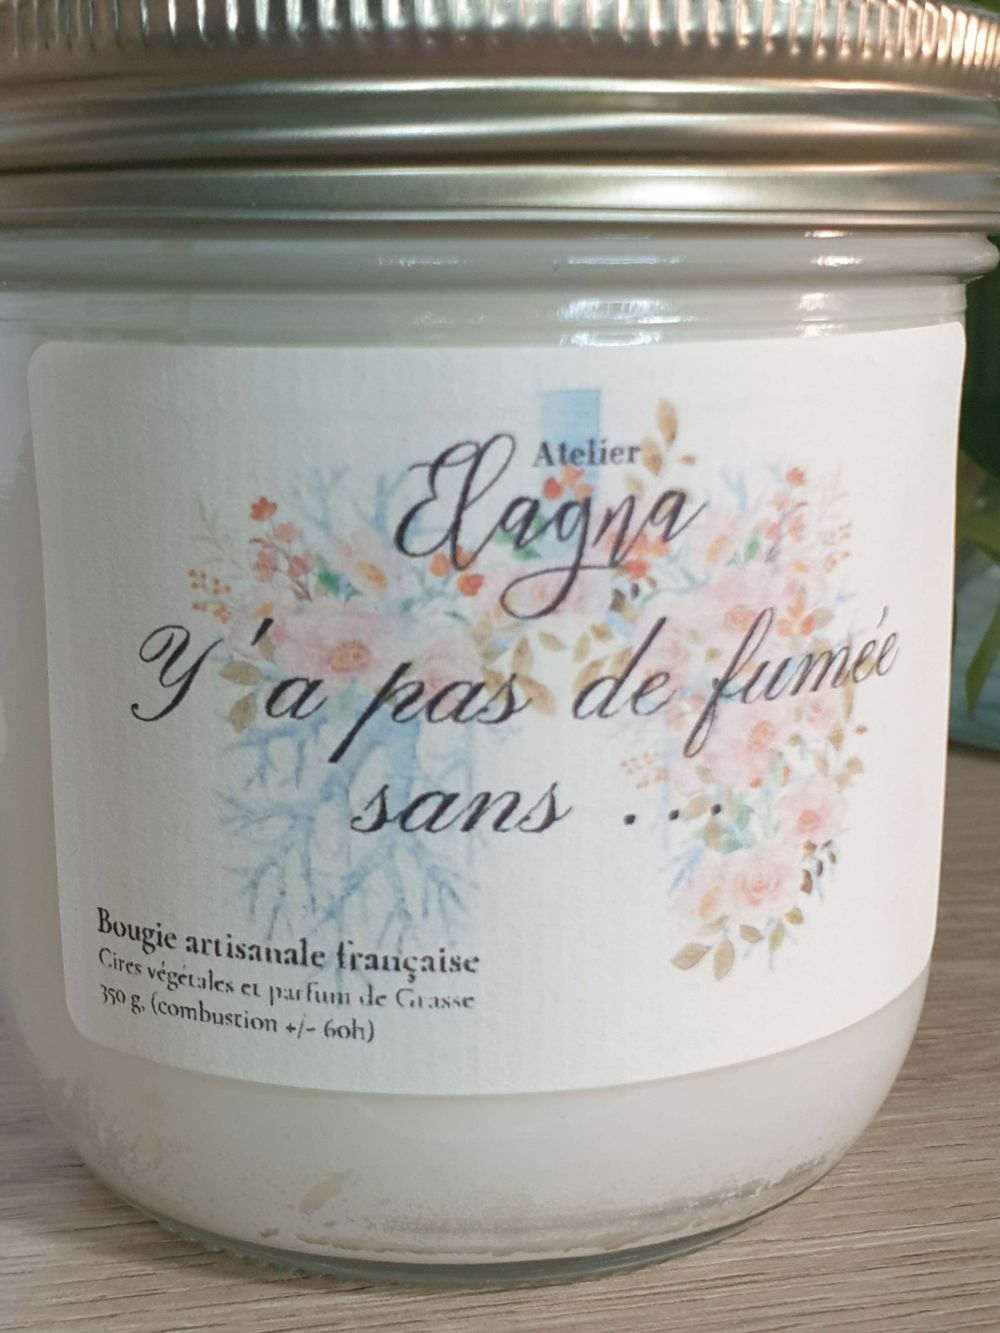 Atelier
Elagna
Y'a pas de fumée
sans ...
Bougie artisanale française
Cires végétales et parfum de Grasse
350 g, (combustion +/- 60h)